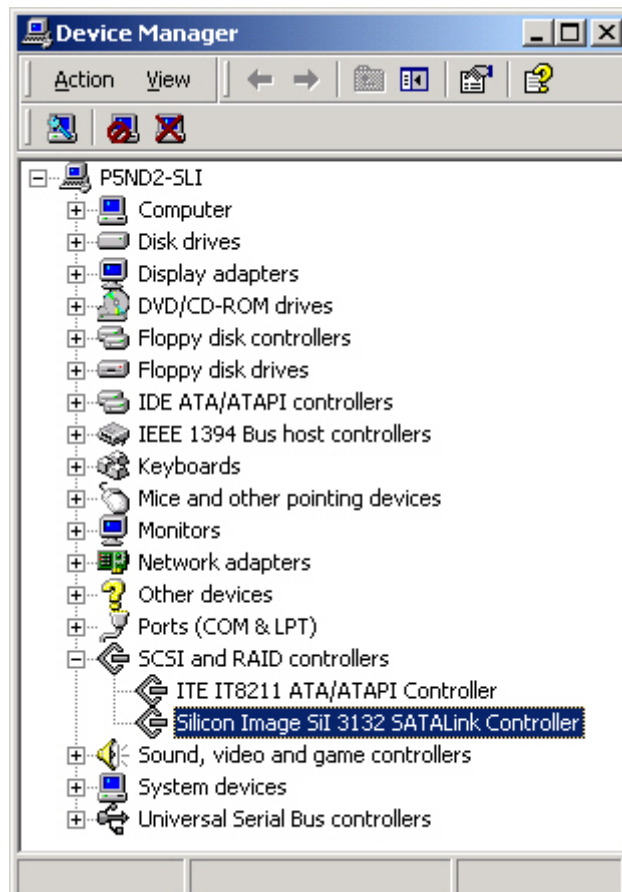 Device Manager
Action View
P5ND2-SLI
Computer
Disk drives
Display adapters
DVD/CD-ROM drives
Floppy disk controllers
Floppy disk drives
IDE ATA/ATAPI controllers
IEEE 1394 Bus host controllers
Keyboards
Mice and other pointing devices
Monitors
Network adapters
Other devices
Ports (COM & LPT)
SCSI and RAID controllers
ITE IT8211 ATA/ATAPI Controller
Silicon Image SiI 3132 SATALink Controller
Sound, video and game controllers
System devices
Universal Serial Bus controllers